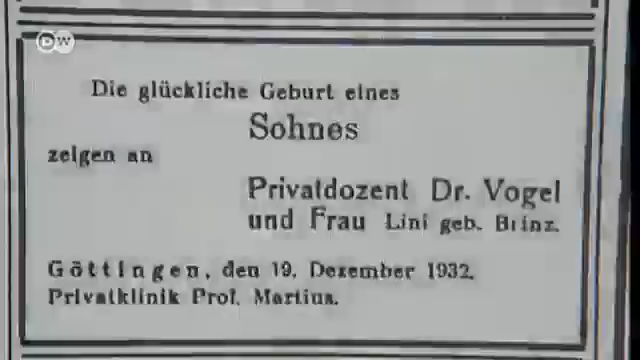 DW
Die glückliche Geburt eines
Sohnes
zeigen an
Privatdozent Dr. Vogel
und Frau Lini geb. Brinz.
Göttingen, den 19. Dezember 1932.
Privatklinik Prof. Martius.